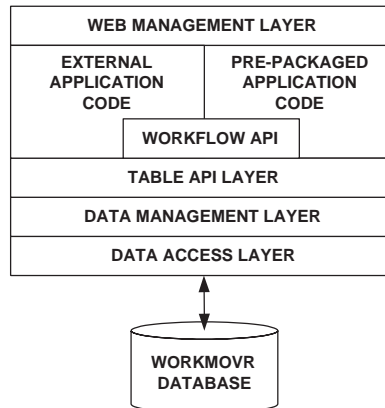 WEB MANAGEMENT LAYER
EXTERNAL
APPLICATION
CODE
PRE-PACKAGED
APPLICATION
CODE
WORKFLOW API
TABLE API LAYER
DATA MANAGEMENT LAYER
DATA ACCESS LAYER
WORKMOVR
DATABASE